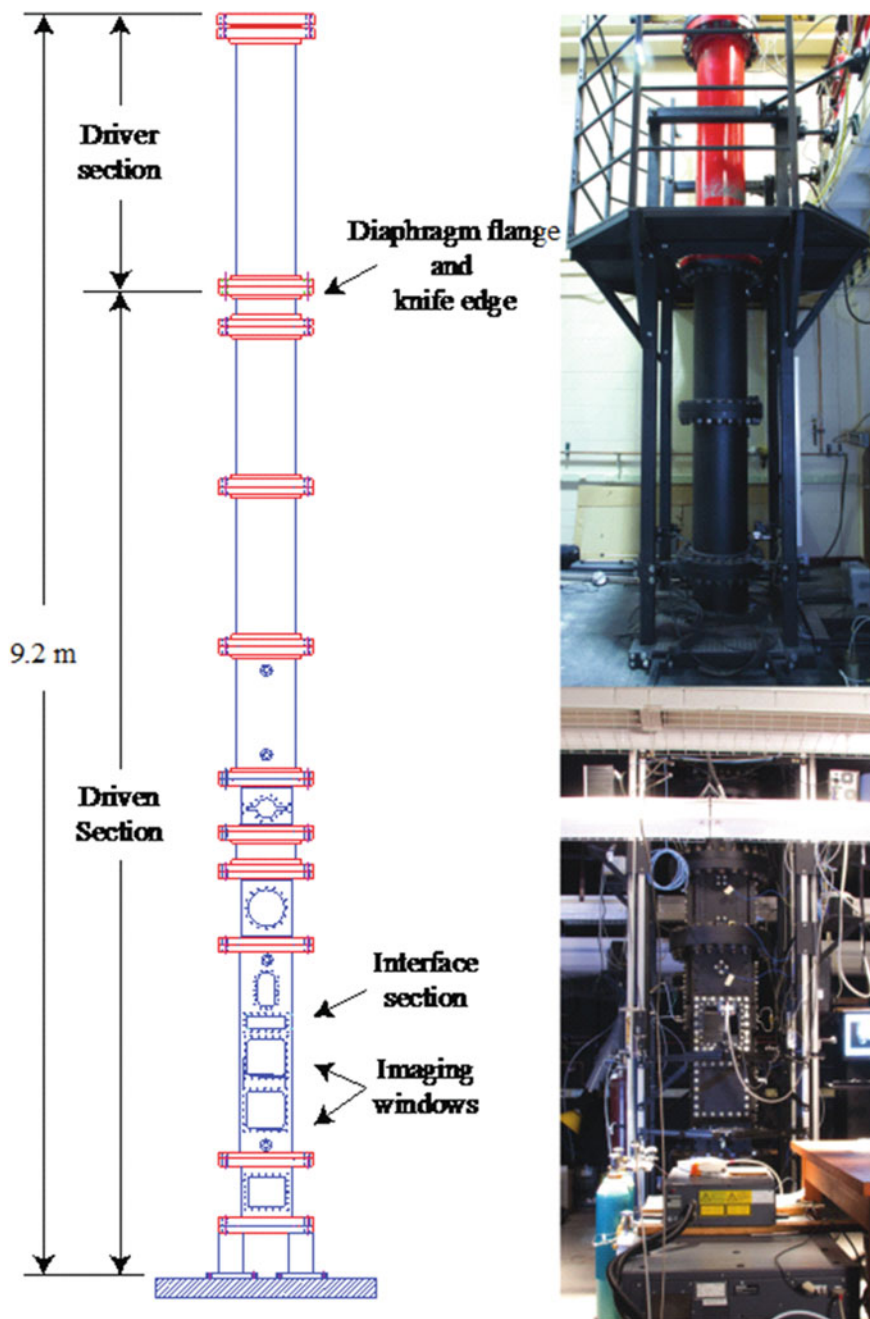 Driver
section
Diaphragm flange
and
knife edge
9.2 m
Driven
Section
Interface
section
Imaging
windows